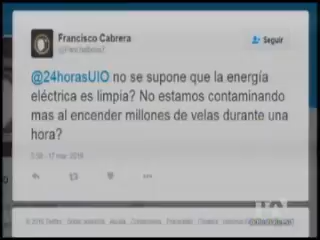 Francisco Cabrera
Seguir
@24horasUIO no se supone que la energía
eléctrica es limpia? No estamos contaminando
mas al encender millones de velas durante una
hora?